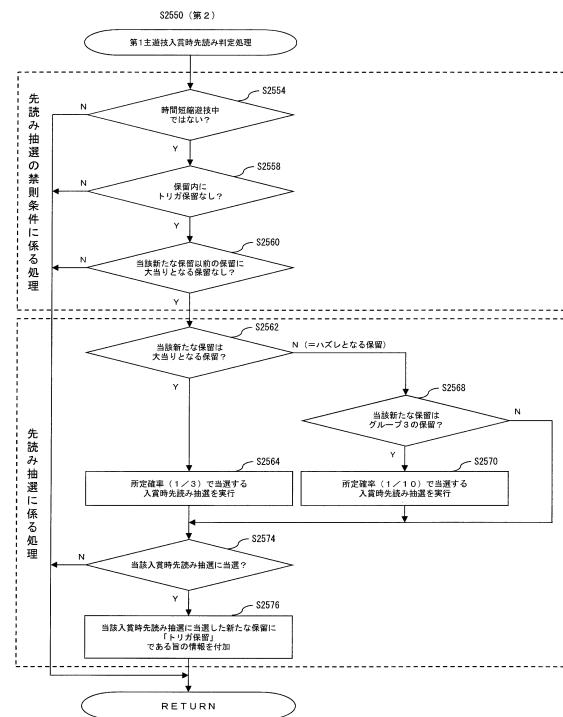 S2550（第２）
第１主遊技入賞時先読み判定処理
先読み抽選の禁則条件に係る処理
S2554
時間短縮遊技中
ではない？
N
Y
S2558
保留内に
トリガ保留なし？
N
Y
S2560
当該新たな保留以前の保留に
大当りとなる保留なし？
N
Y
先読み抽選に係る処理
S2562
当該新たな保留は
大当りとなる保留？
N（＝ハズレとなる保留）
Y
S2568
当該新たな保留は
グループ３の保留？
N
Y
S2564
所定確率（１／３）で当選する
入賞時先読み抽選を実行
S2570
所定確率（１／１０）で当選する
入賞時先読み抽選を実行
S2574
当該入賞時先読み抽選に当選？
N
Y
S2576
当該入賞時先読み抽選に当選した新たな保留に
「トリガ保留」
である旨の情報を付加
RETURN